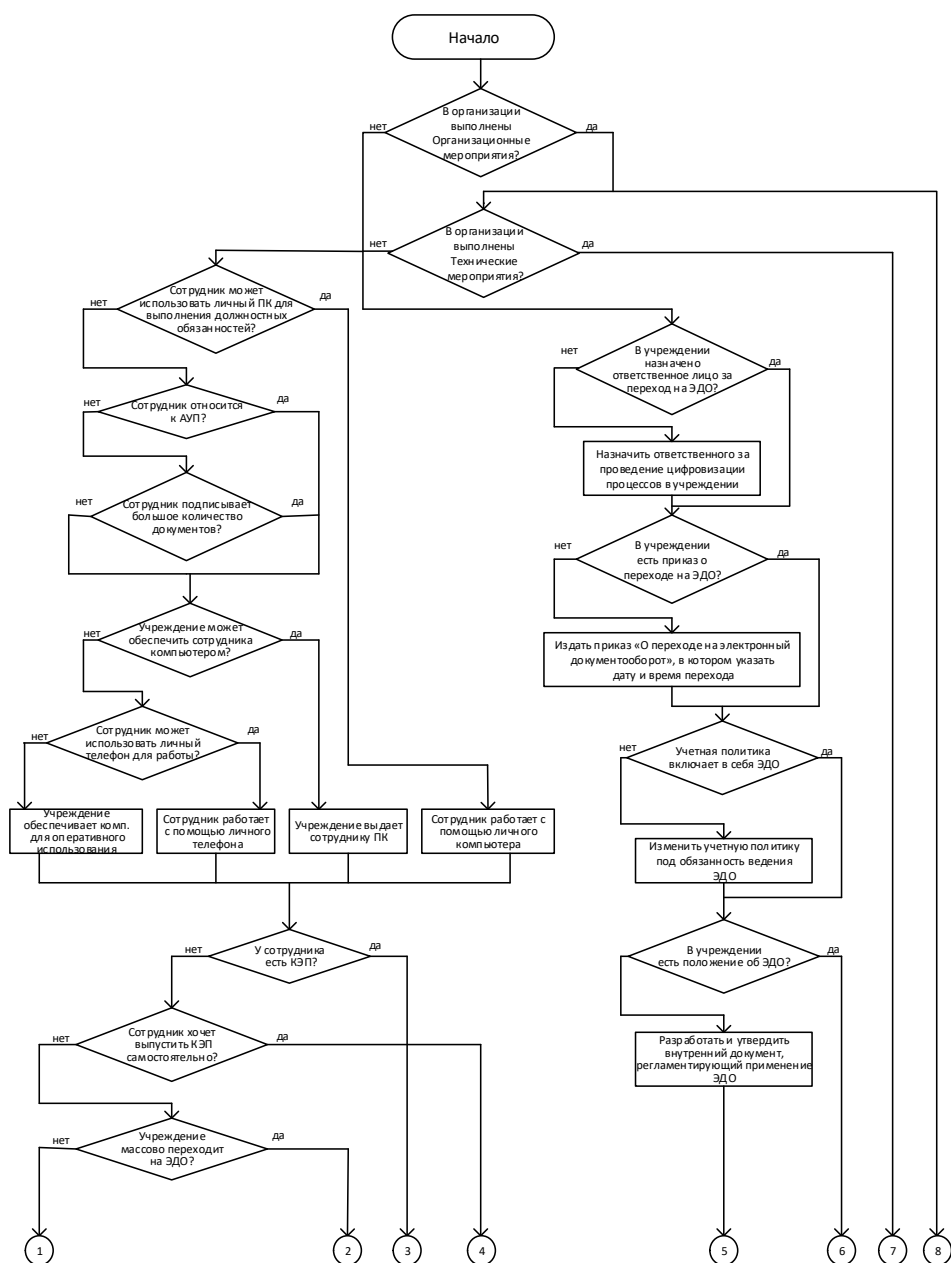 Начало
В организации
выполнены
Организационные
мероприятия?
нет
да
В организации
выполнены
Технические
мероприятия?
нет
да
Сотрудник может
использовать личный ПК для
выполнения должностных
обязанностей?
нет
да
В учреждении
назначено
ответственное лицо за
переход на ЭДО?
нет
да
Сотрудник относится
к АУП?
нет
да
Назначить ответственного за
проведение цифровизации
процессов в учреждении
Сотрудник подписывает
большое количество
документов?
нет
да
В учреждении
есть приказ о
переходе на ЭДО?
нет
да
Учреждение может
обеспечить сотрудника
компьютером?
нет
да
Издать приказ «О переходе на электронный
документооборот», в котором указать
дату и время перехода
Сотрудник может
использовать личный
телефон для работы?
нет
да
Учетная политика
включает в себя ЭДО
нет
да
Учреждение
обеспечивает комп.
для оперативного
использования
Сотрудник работает
с помощью личного
телефона
Учреждение выдает
сотруднику ПК
Сотрудник работает с
помощью личного
компьютера
Изменить учетную политику
под обязанность ведения
ЭДО
У сотрудника
есть КЭП?
нет
да
В учреждении
есть положение об ЭДО?
нет
да
Сотрудник хочет
выпустить КЭП
самостоятельно?
нет
да
Разработать и утвердить
внутренний документ,
регламентирующий применение
ЭДО
Учреждение
массово переходит
на ЭДО?
нет
да
1
2
3
4
5
6
7
8